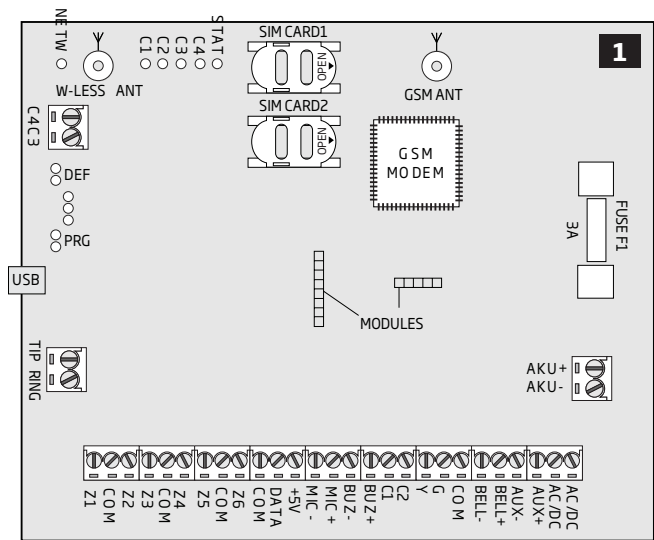 NETW
C1
C2
C3
C4
STAT
SIM CARD1
OPEN
1
W-LESS ANT
GSM ANT
SIM CARD2
OPEN
C4 C3
GSM
MODEM
DEF
PRG
FUSE F1
3A
USB
MODULES
TIP RING
AKU+
AKU-
Z1
COM
Z2
Z3
COM
Z4
Z5
COM
Z6
COM
DATA
+5V
MIC -
MIC +
BUZ-
BUZ+
C1
C2
Y
G
COM
BELL-
BELL+
AUX-
AUX+
AC/DC
AC/DC